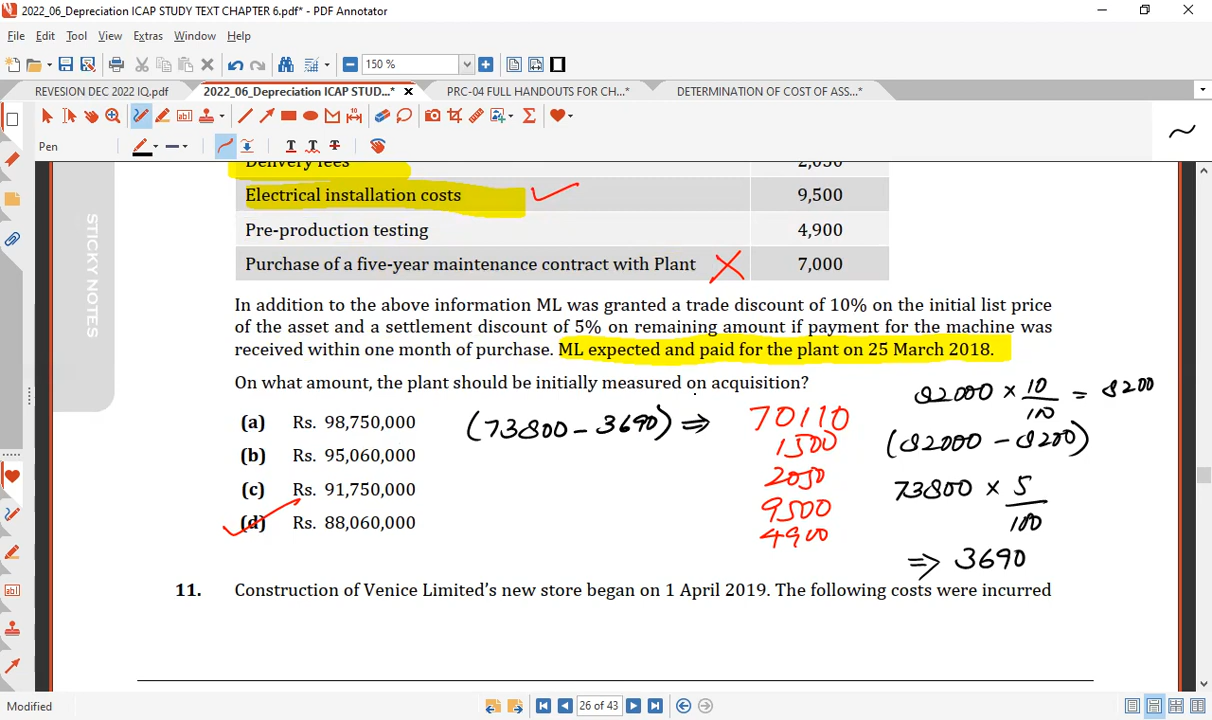 2022_06_Depreciation ICAP STUDY TEXT CHAPTER 6.pdf* - PDF Annotator
File Edit Tool View Extras Window Help
150 %
REVESION DEC 2022 IQ.pdf 2022_06_Depreciation ICAP STUD...* PRC-04 FULL HANDOUTS FOR CH...* DETERMINATION OF COST OF ASS...*
Pen
Delivery fees 2,050
Electrical installation costs 9,500
Pre-production testing 4,900
Purchase of a five-year maintenance contract with Plant 7,000
STICKY NOTES
In addition to the above information ML was granted a trade discount of 10% on the initial list price
of the asset and a settlement discount of 5% on remaining amount if payment for the machine was
received within one month of purchase. ML expected and paid for the plant on 25 March 2018.
On what amount, the plant should be initially measured on acquisition?
(a) Rs. 98,750,000
(b) Rs. 95,060,000
(c) Rs. 91,750,000
(d) Rs. 88,060,000
(73800 - 3690) ⇒ 70110
1500
2050
9500
4900
82000 × 10/100 = 8200
(82000 - 8200)
73800 × 5/100
⇒ 3690
11. Construction of Venice Limited's new store began on 1 April 2019. The following costs were incurred
Modified 26 of 43